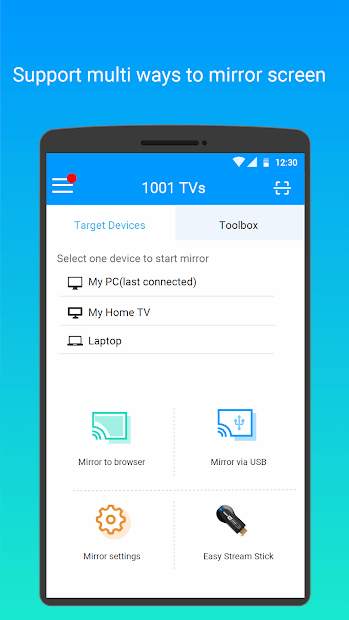 Support multi ways to mirror screen
12:30
1001 TVs
Target Devices
Toolbox
Select one device to start mirror
My PC(last connected)
My Home TV
Laptop
Mirror to browser
Mirror via USB
Mirror settings
Easy Stream Stick